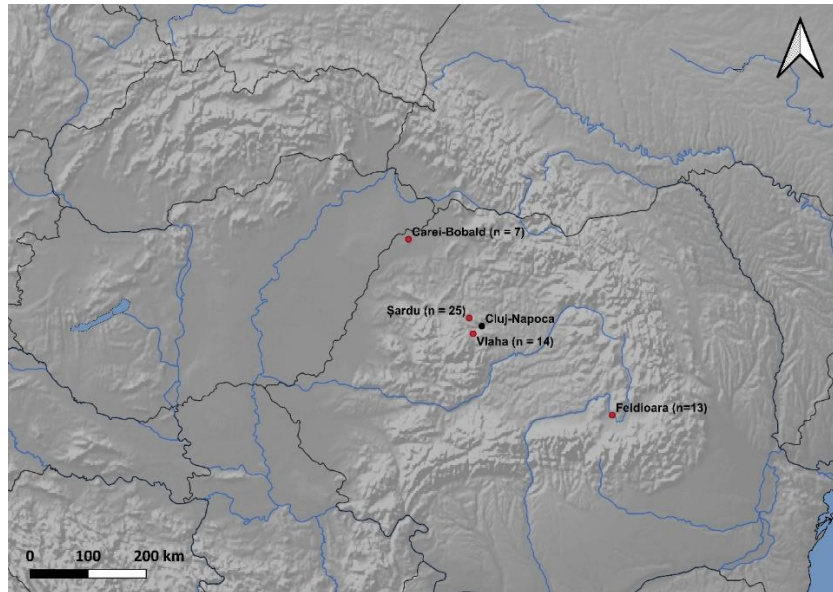 Carei-Bobald (n = 7)
Șardu (n = 25)
Cluj-Napoca
Vlaha (n = 14)
Feldioara (n=13)
0 100 200 km